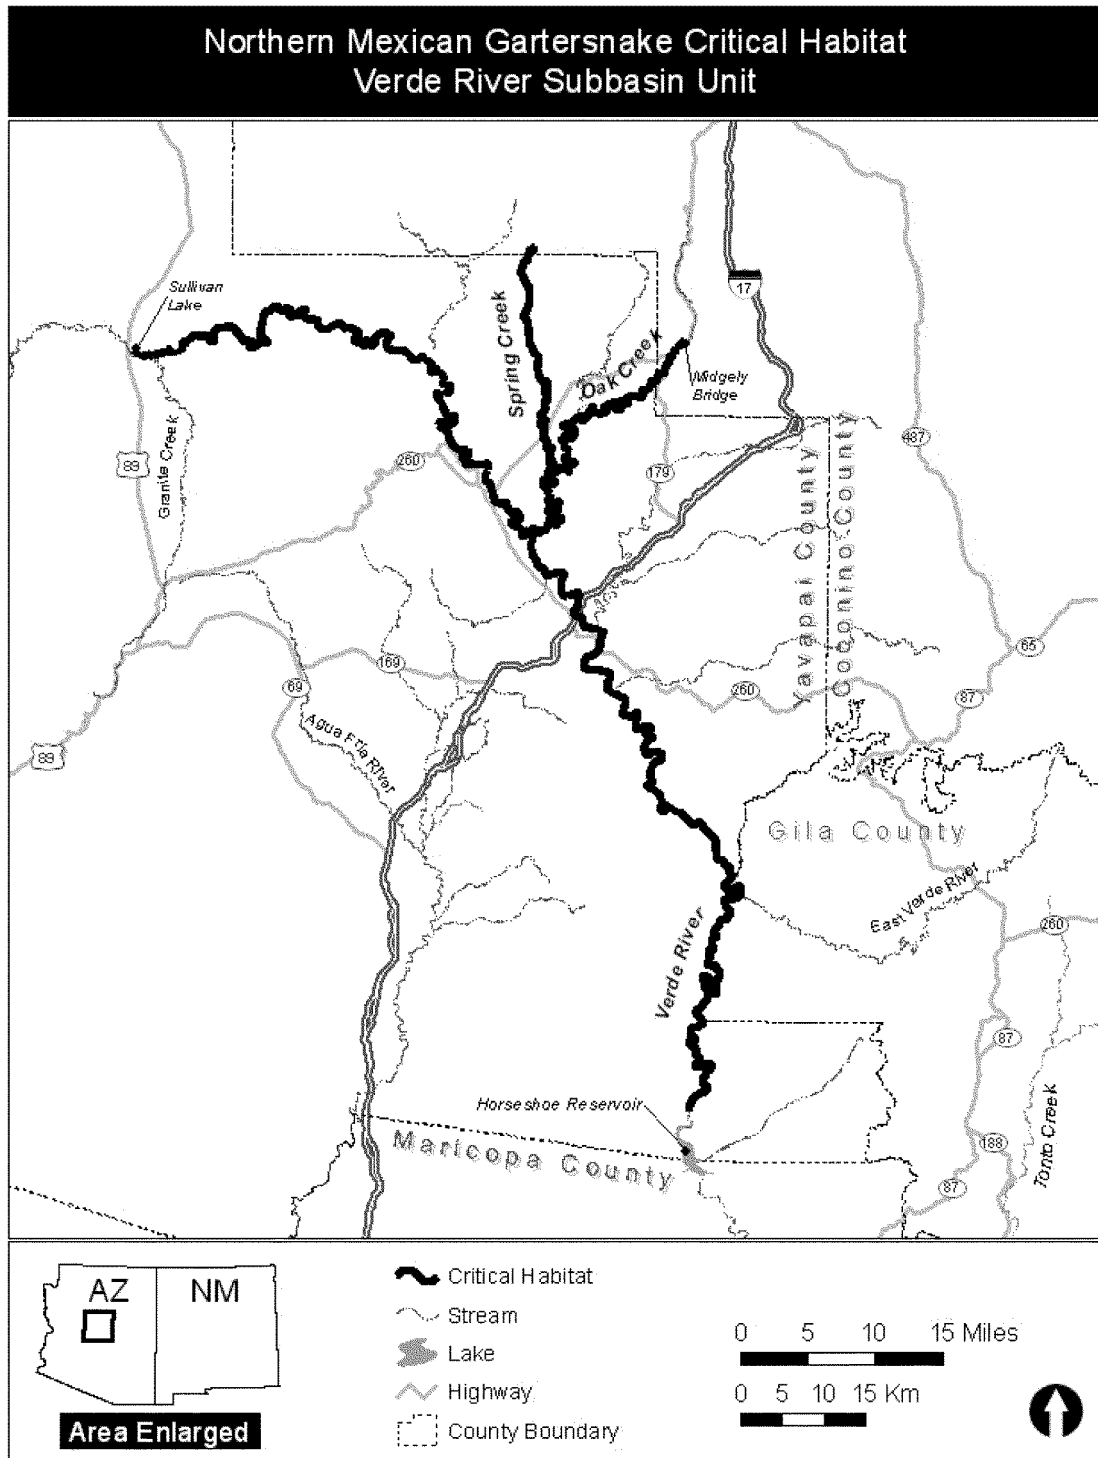 Northern Mexican Gartersnake Critical Habitat
Verde River Subbasin Unit
17
Sullivan
Lake
Spring Creek
Oak Creek
Midgely
Bridge
89
Granite Creek
260
179
487
Yavapai County
Coconino County
169
69
65
260
87
Agua Fria River
89
Gila County
East Verde River
260
Verde River
87
Horseshoe Reservoir
Maricopa County
188
Tonto Creek
87
AZ
NM
Area Enlarged
Critical Habitat
Stream
Lake
Highway
County Boundary
0 5 10 15 Miles
0 5 10 15 Km